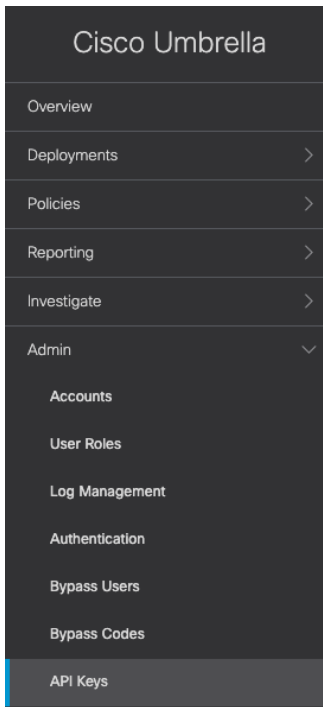 Cisco Umbrella
Overview
Deployments
Policies
Reporting
Investigate
Admin
Accounts
User Roles
Log Management
Authentication
Bypass Users
Bypass Codes
API Keys